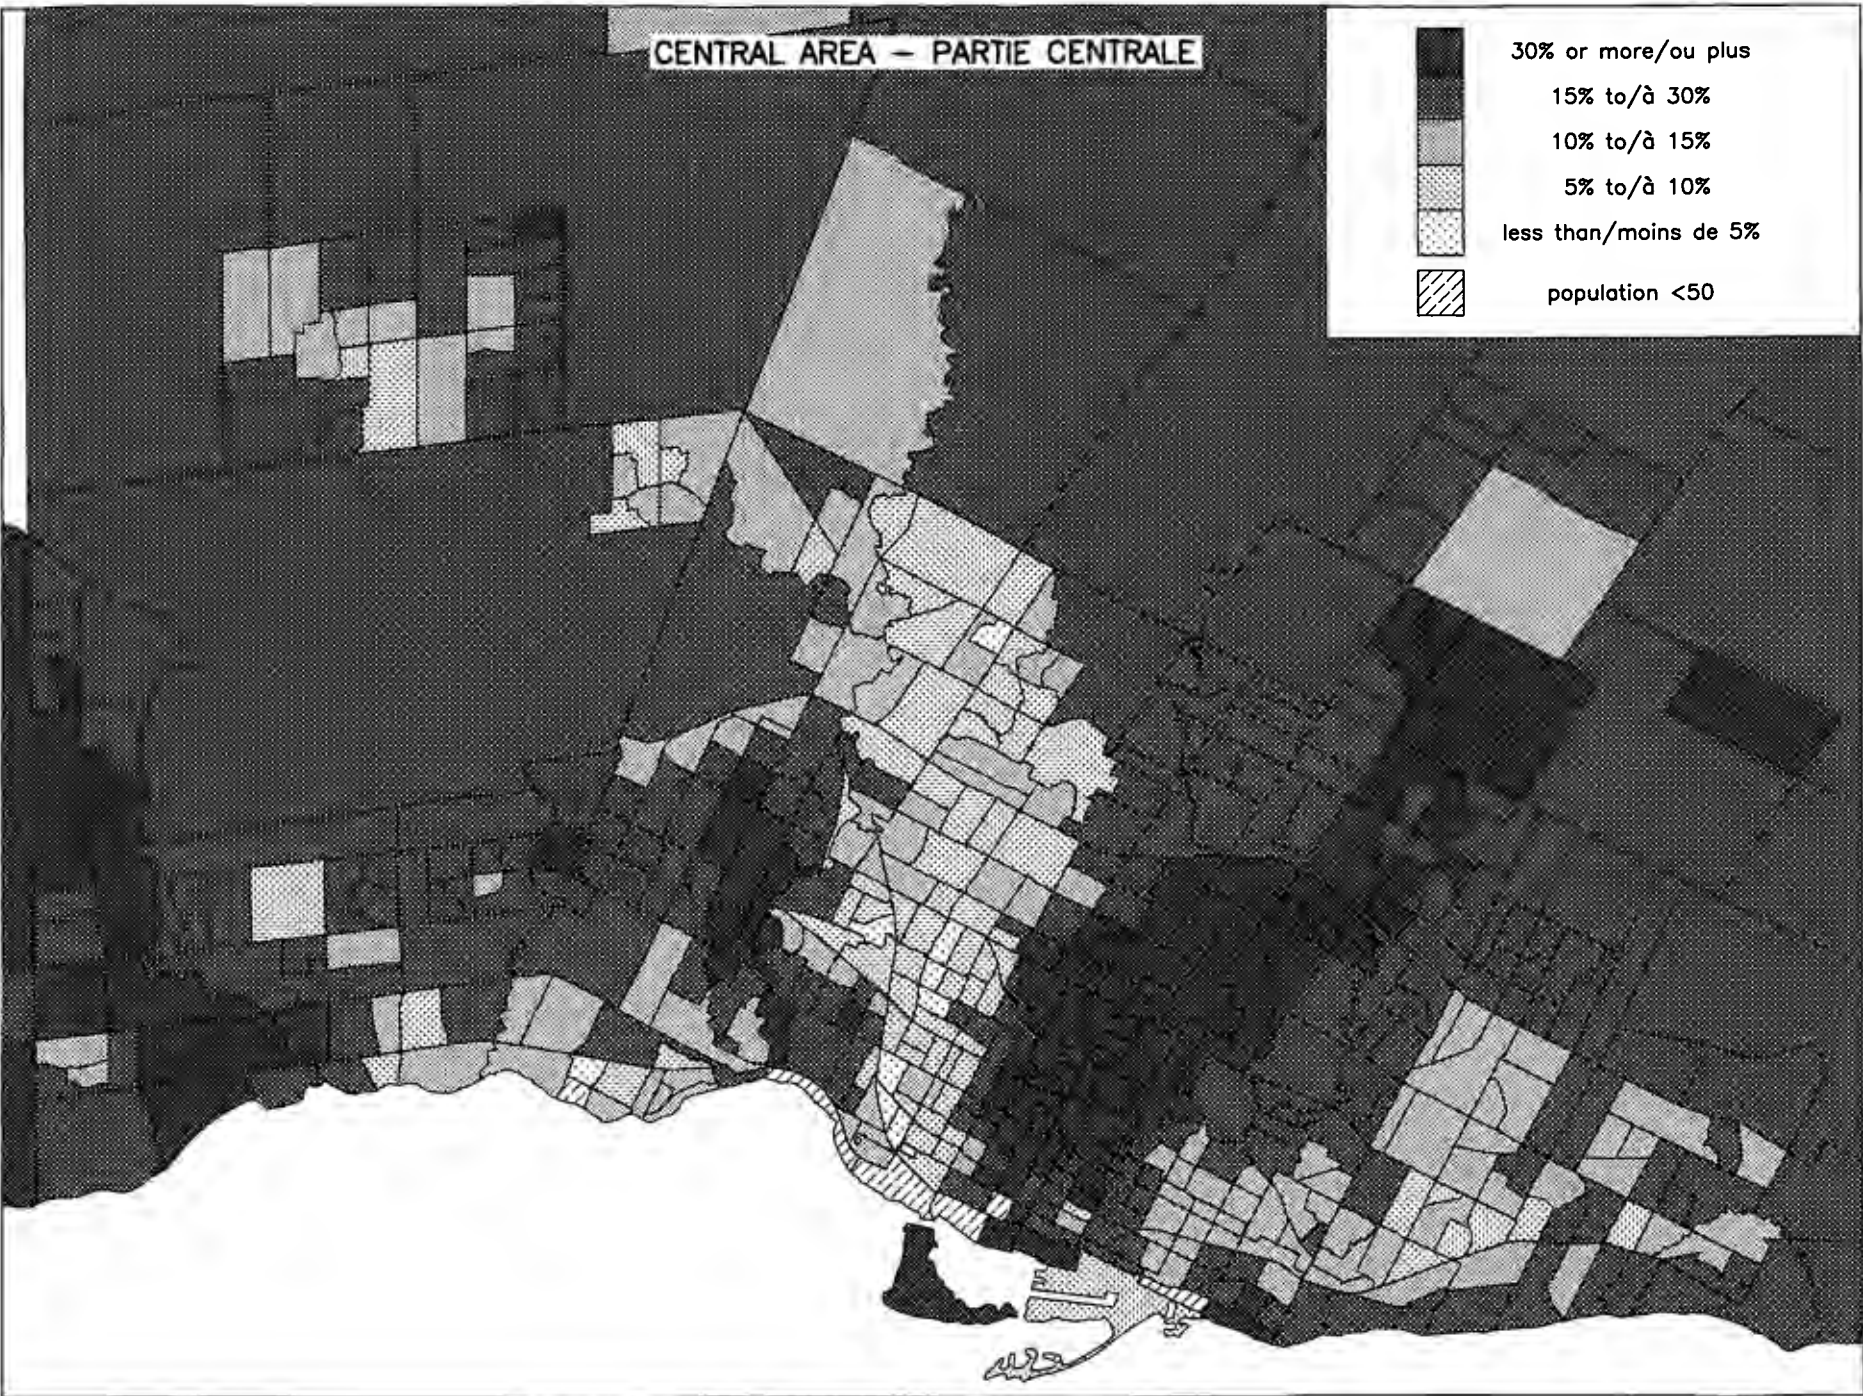 CENTRAL AREA – PARTIE CENTRALE
30% or more/ou plus
15% to/à 30%
10% to/à 15%
5% to/à 10%
less than/moins de 5%
population <50